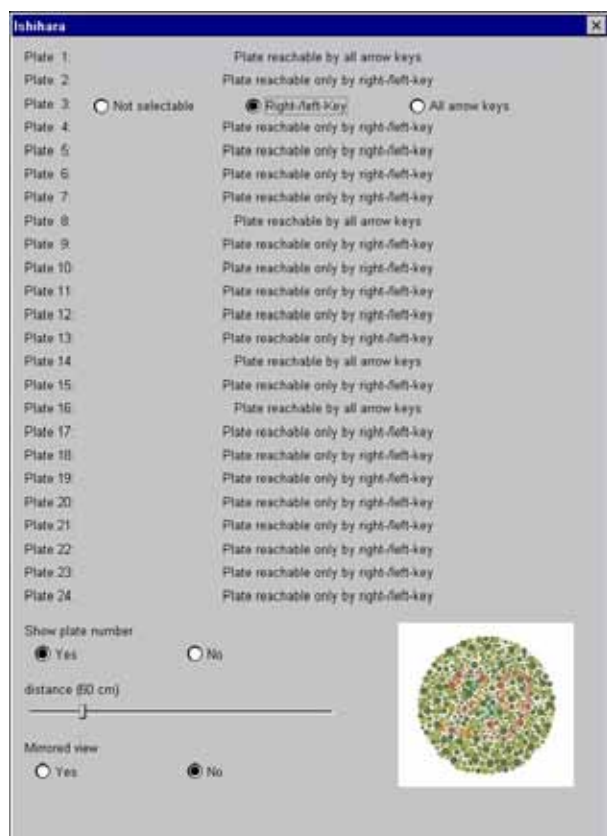 Ishihara
Plate 1: Plate reachable by all arrow keys
Plate 2: Plate reachable only by right-/left-key
Plate 3: Not selectable Right-/left-Key All arrow keys
Plate 4: Plate reachable only by right-/left-key
Plate 5: Plate reachable only by right-/left-key
Plate 6: Plate reachable only by right-/left-key
Plate 7: Plate reachable only by right-/left-key
Plate 8: Plate reachable by all arrow keys
Plate 9: Plate reachable only by right-/left-key
Plate 10: Plate reachable only by right-/left-key
Plate 11: Plate reachable only by right-/left-key
Plate 12: Plate reachable only by right-/left-key
Plate 13: Plate reachable only by right-/left-key
Plate 14: Plate reachable by all arrow keys
Plate 15: Plate reachable only by right-/left-key
Plate 16: Plate reachable by all arrow keys
Plate 17: Plate reachable only by right-/left-key
Plate 18: Plate reachable only by right-/left-key
Plate 19: Plate reachable only by right-/left-key
Plate 20: Plate reachable only by right-/left-key
Plate 21: Plate reachable only by right-/left-key
Plate 22: Plate reachable only by right-/left-key
Plate 23: Plate reachable only by right-/left-key
Plate 24: Plate reachable only by right-/left-key
Show plate number
Yes No
distance (60 cm)
Mirrored view
Yes No